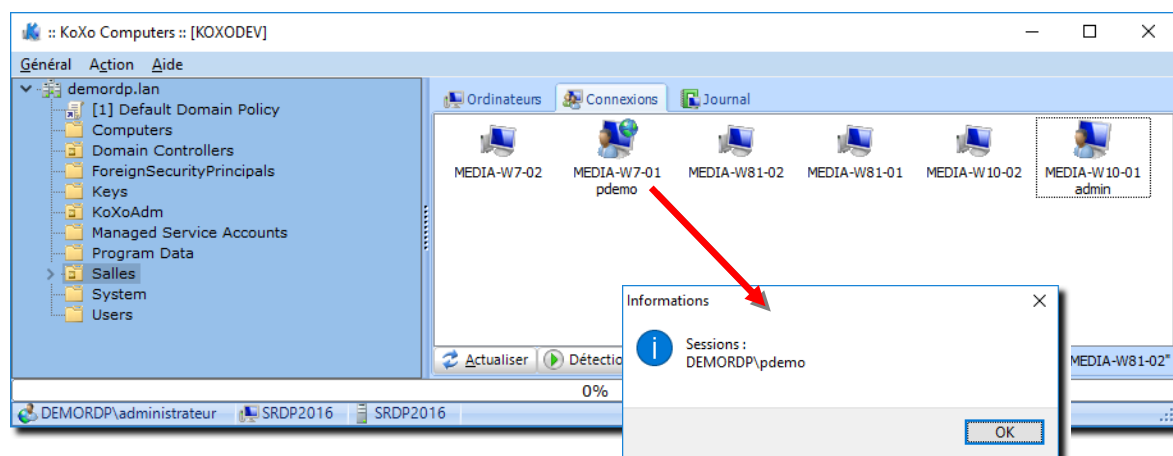 :: KoXo Computers :: [KOXODEV]
Général Action Aide
demordp.lan
[1] Default Domain Policy
Computers
Domain Controllers
ForeignSecurityPrincipals
Keys
KoXoAdm
Managed Service Accounts
Program Data
Salles
System
Users
Ordinateurs Connexions Journal
MEDIA-W7-02 MEDIA-W7-01 MEDIA-W81-02 MEDIA-W81-01 MEDIA-W10-02 MEDIA-W10-01
pdemo admin
Informations
Sessions :
DEMORDP\pdemo
OK
Actualiser Détectio MEDIA-W81-02"
0%
DEMORDP\administrateur SRDP2016 SRDP2016